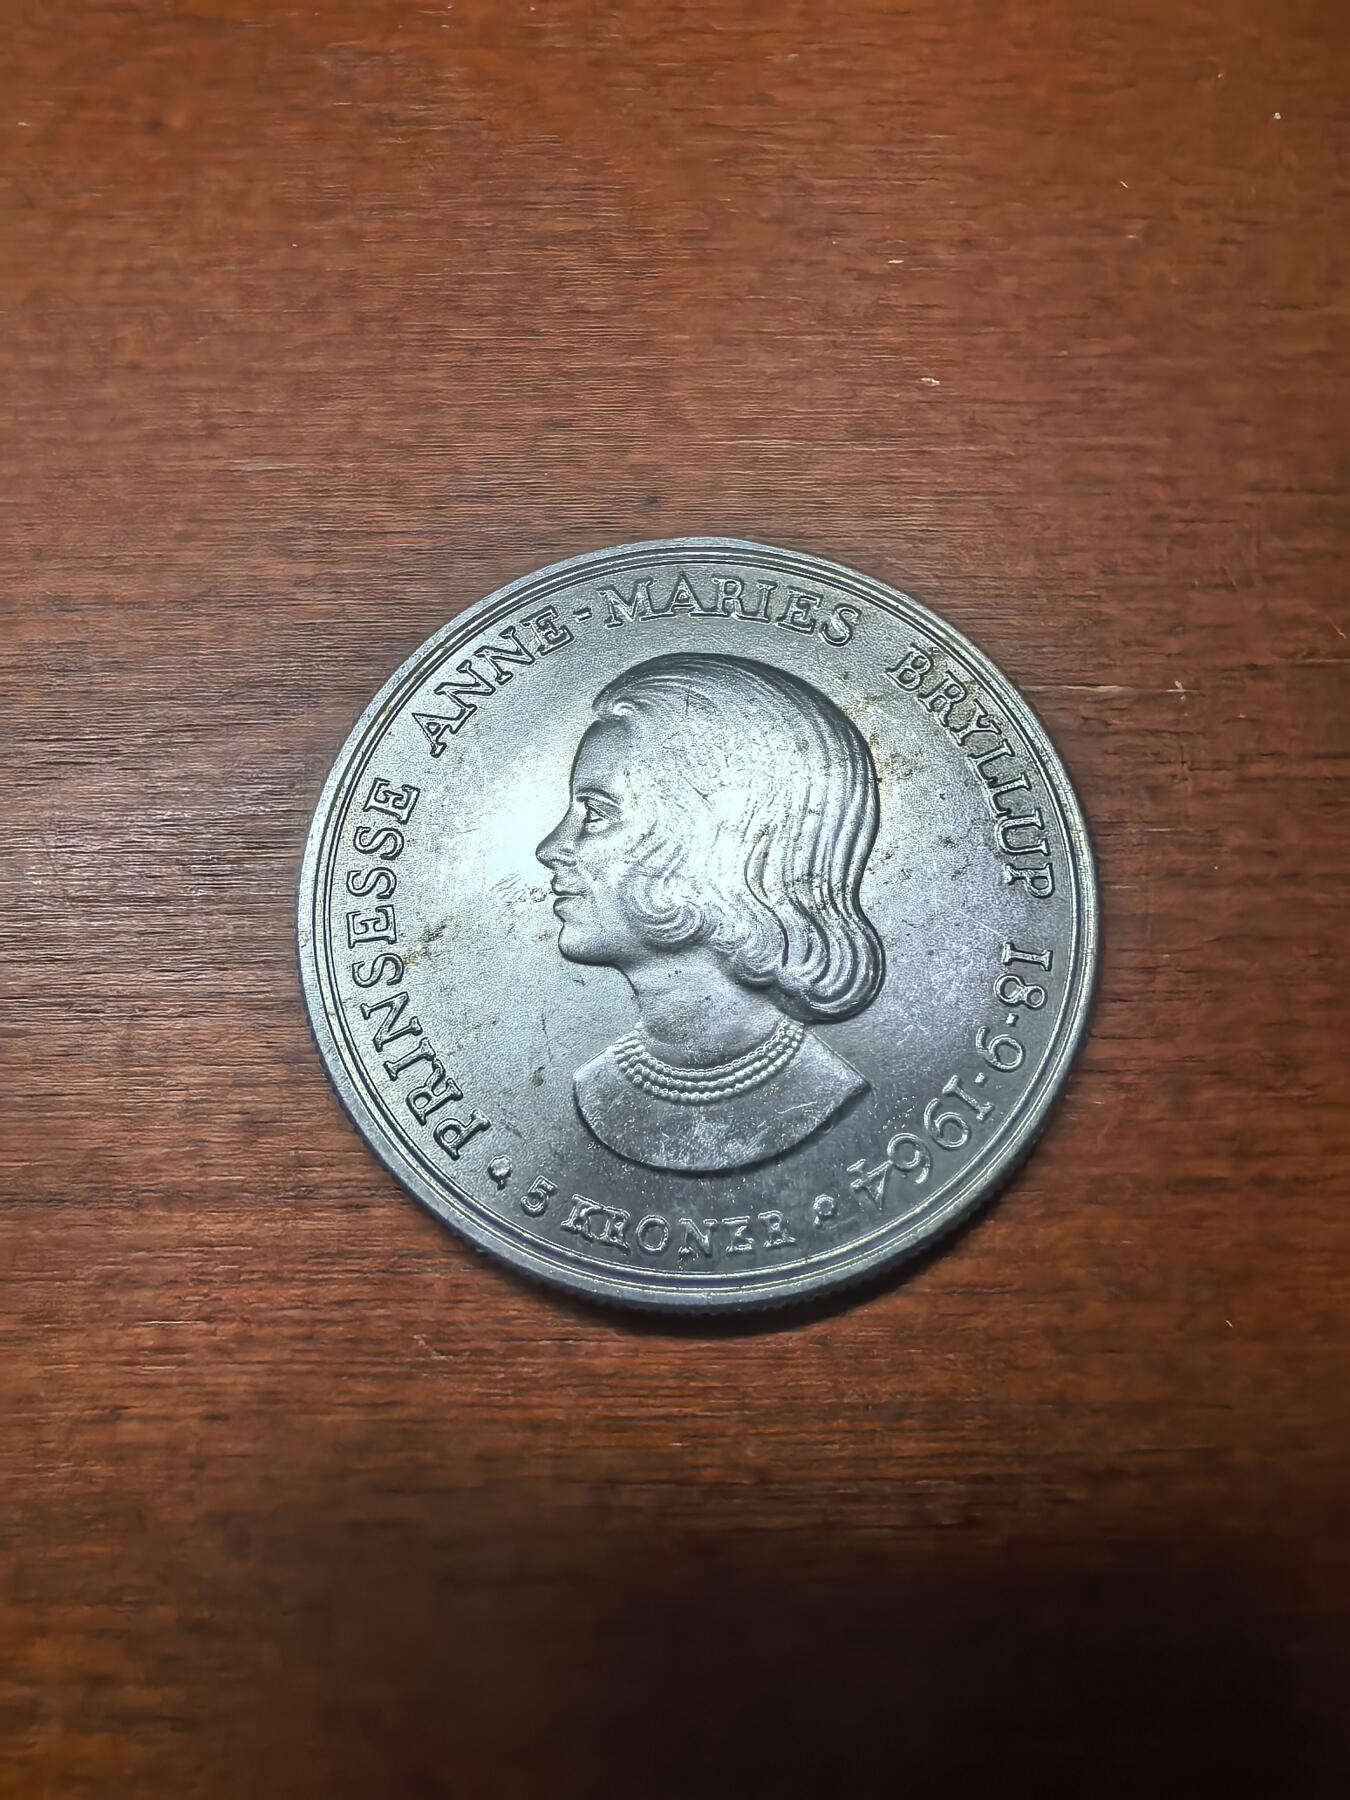 PRINSESSE ANNE-MARIES BRYLLUP 18·9·1964
5 KRONER